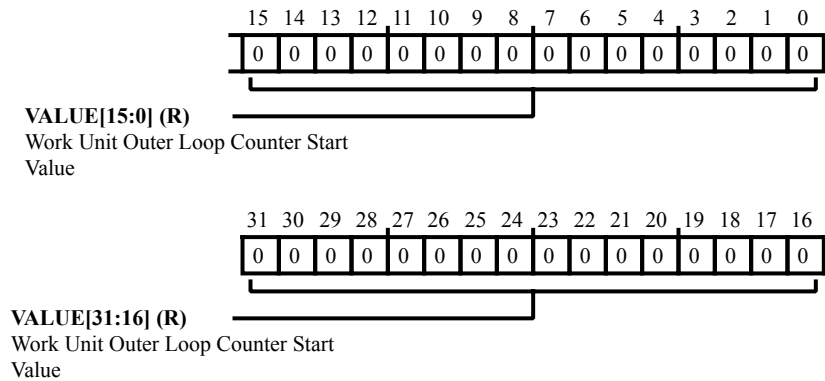 15 14 13 12 11 10 9 8 7 6 5 4 3 2 1 0
0 0 0 0 0 0 0 0 0 0 0 0 0 0 0 0
VALUE[15:0] (R)
Work Unit Outer Loop Counter Start
Value
31 30 29 28 27 26 25 24 23 22 21 20 19 18 17 16
0 0 0 0 0 0 0 0 0 0 0 0 0 0 0 0
VALUE[31:16] (R)
Work Unit Outer Loop Counter Start
Value